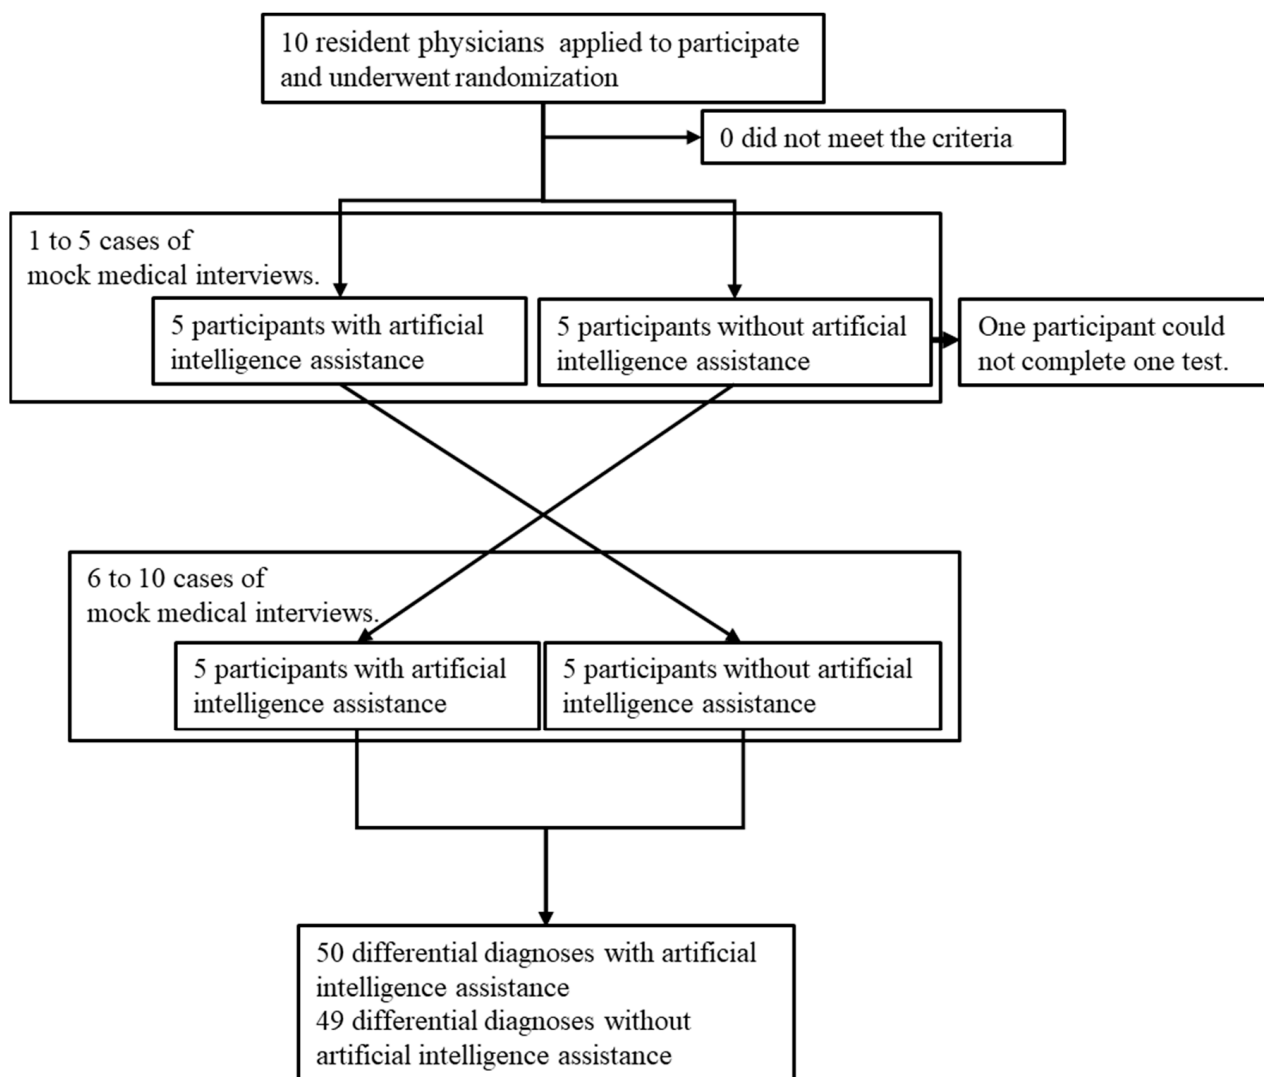 10 resident physicians applied to participate
and underwent randomization
0 did not meet the criteria
1 to 5 cases of
mock medical interviews.
5 participants with artificial
intelligence assistance
5 participants without artificial
intelligence assistance
One participant could
not complete one test.
6 to 10 cases of
mock medical interviews.
5 participants with artificial
intelligence assistance
5 participants without artificial
intelligence assistance
50 differential diagnoses with artificial
intelligence assistance
49 differential diagnoses without
artificial intelligence assistance